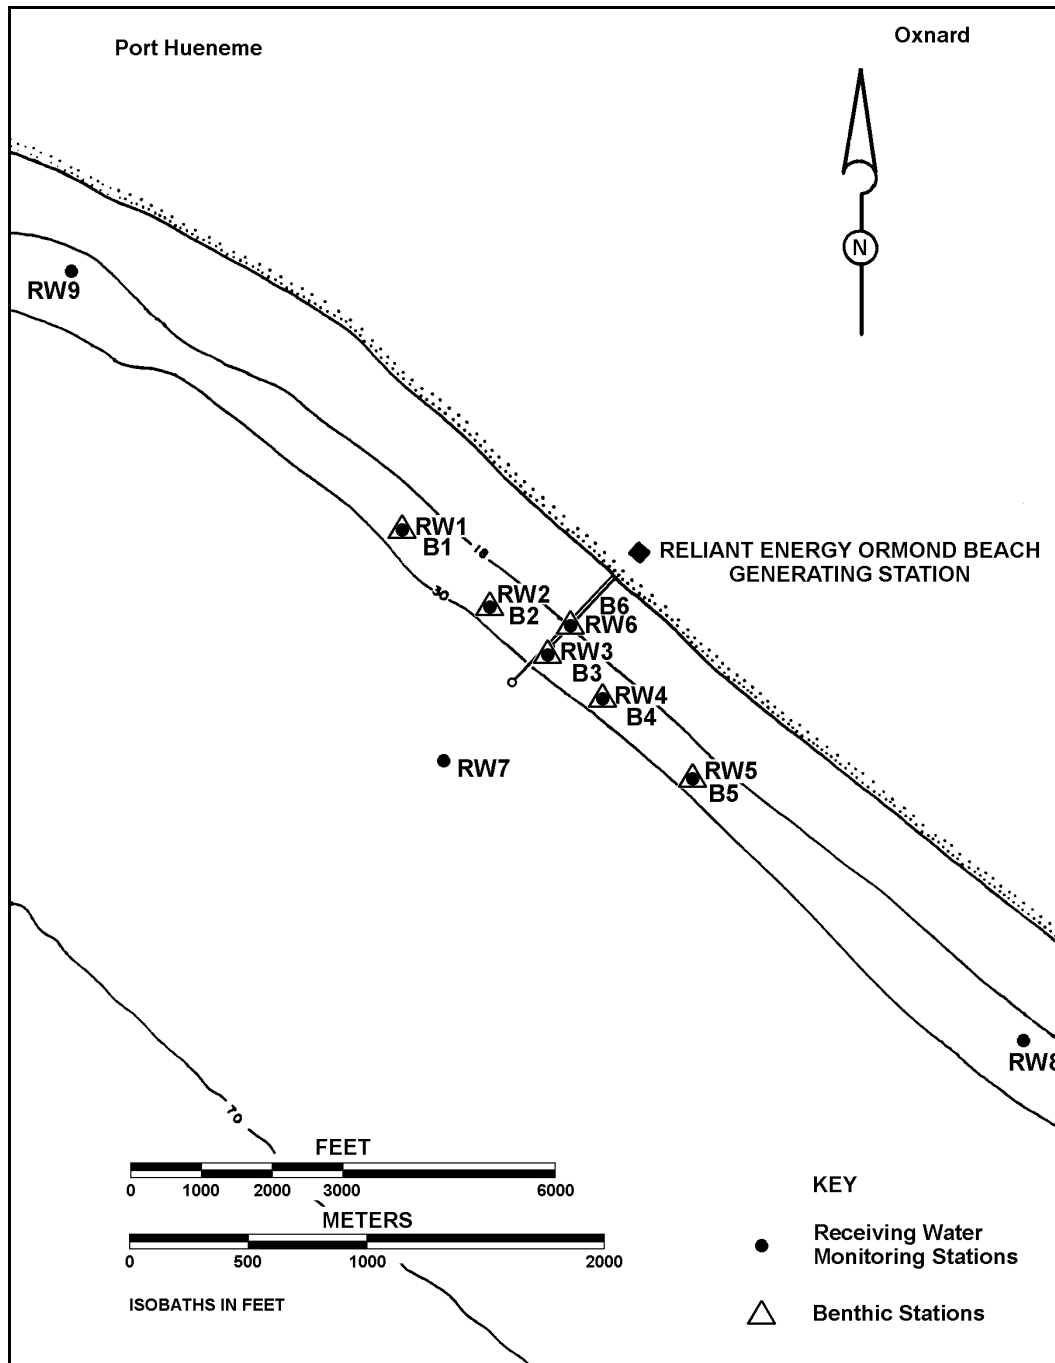 Port Hueneme
Oxnard
N
RW9
RW1
B1
18
RELIANT ENERGY ORMOND BEACH
GENERATING STATION
30
RW2
B2
B6
RW6
RW3
B3
RW4
B4
RW7
RW5
B5
RW8
70
FEET
0 1000 2000 3000 6000
METERS
0 500 1000 2000
ISOBATHS IN FEET
KEY
Receiving Water
Monitoring Stations
Benthic Stations